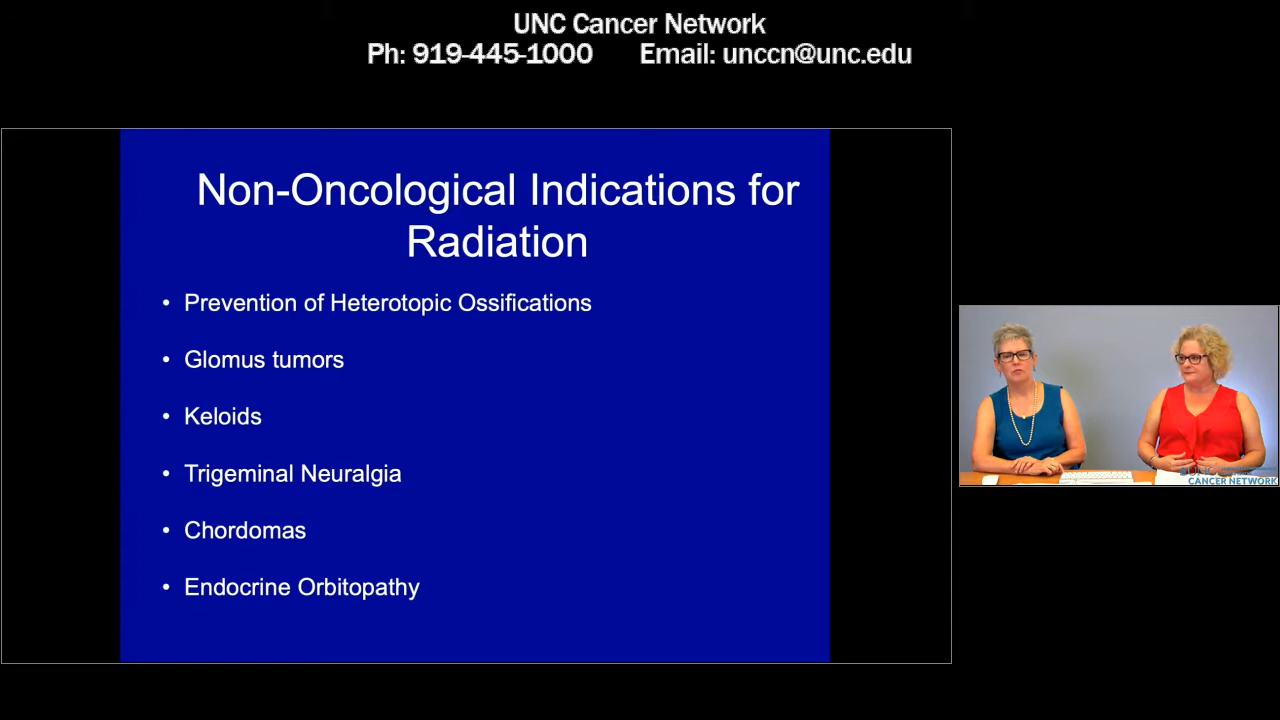 UNC Cancer Network
Ph: 919-445-1000 Email: unccn@unc.edu
Non-Oncological Indications for
Radiation
• Prevention of Heterotopic Ossifications
• Glomus tumors
• Keloids
• Trigeminal Neuralgia
• Chordomas
• Endocrine Orbitopathy
UNC
CANCER NETWORK